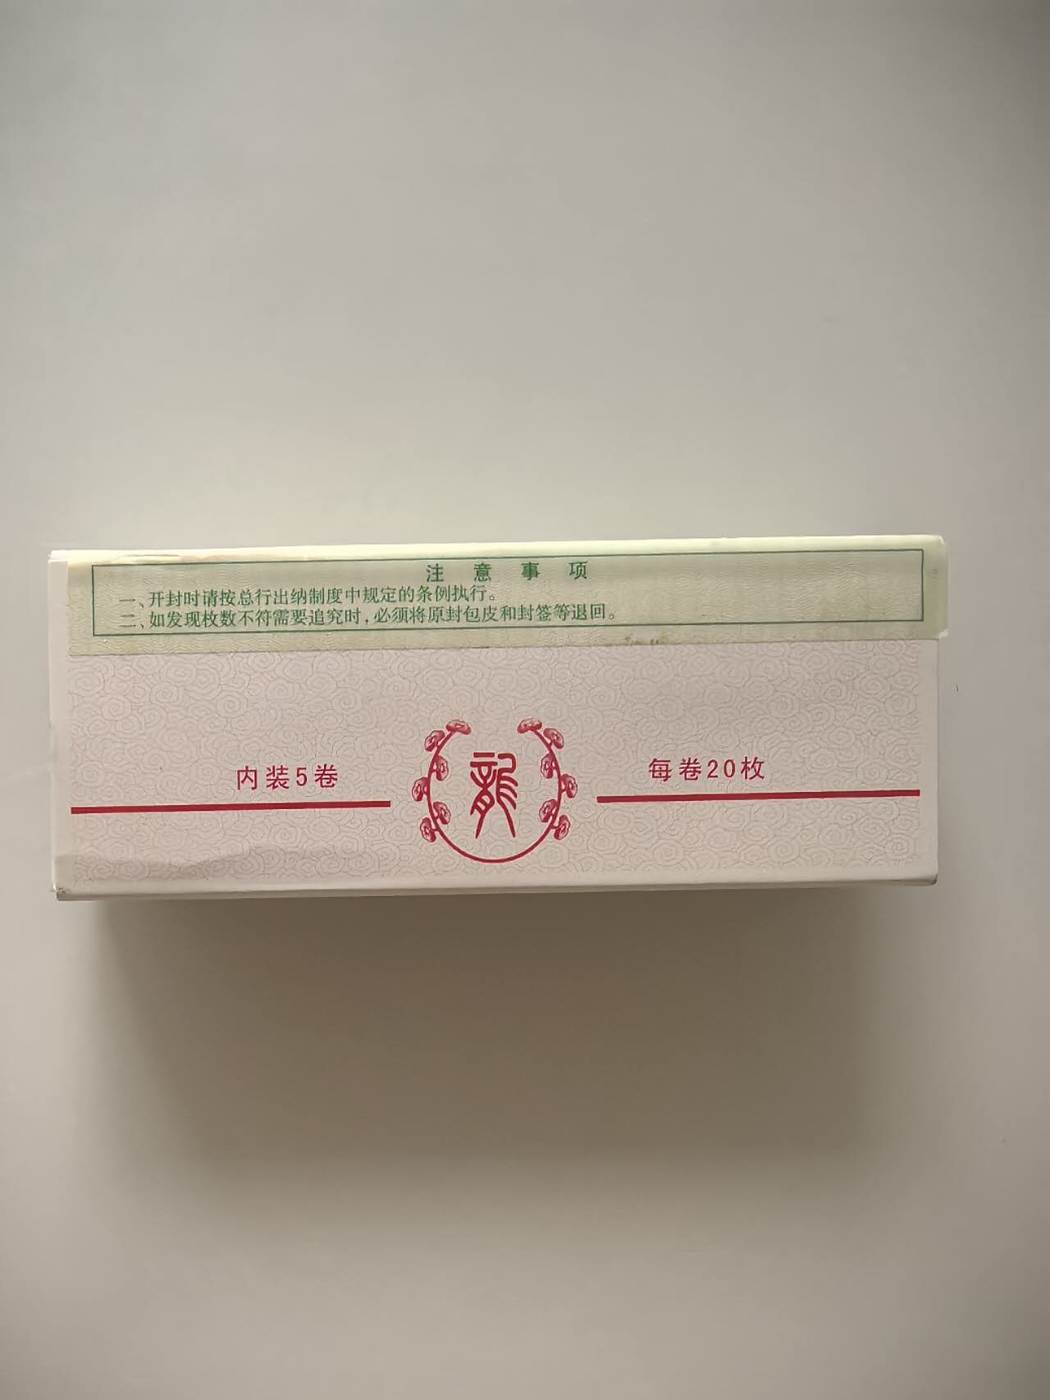 注意事项
一、开封时请按总行出纳制度中规定的条例执行。
二、如发现枚数不符需要追究时,必须将原封包皮和封签等退回。
内装5卷
龍
每卷20枚